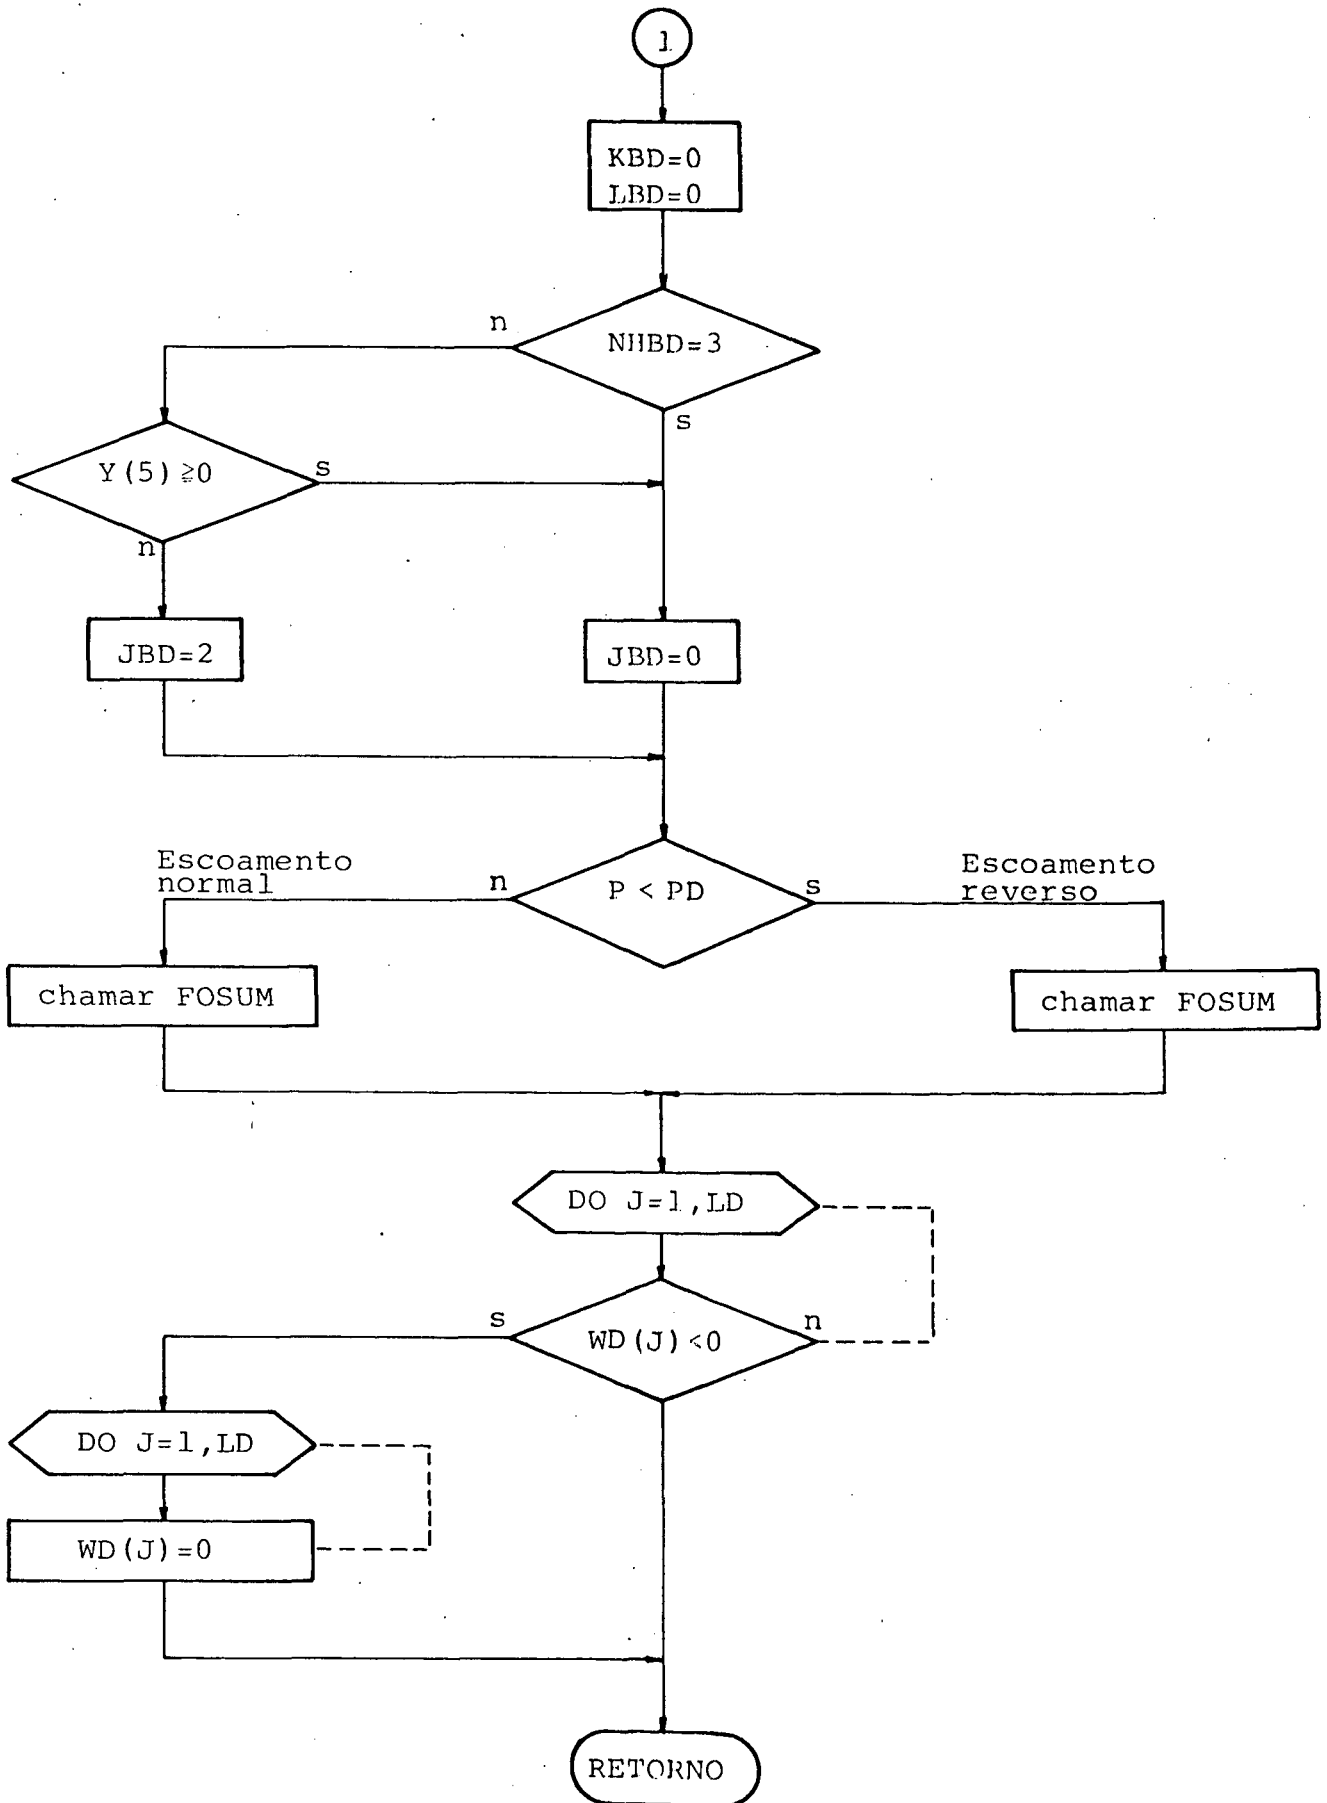 1
KBD=0
LBD=0
n
NHBD=3
s
Y(5)≧0
s
n
JBD=2
JBD=0
Escoamento
normal
n
P < PD
s
Escoamento
reverso
chamar FOSUM
chamar FOSUM
DO J=1,LD
s
WD(J)<0
n
DO J=1,LD
WD(J)=0
RETORNO